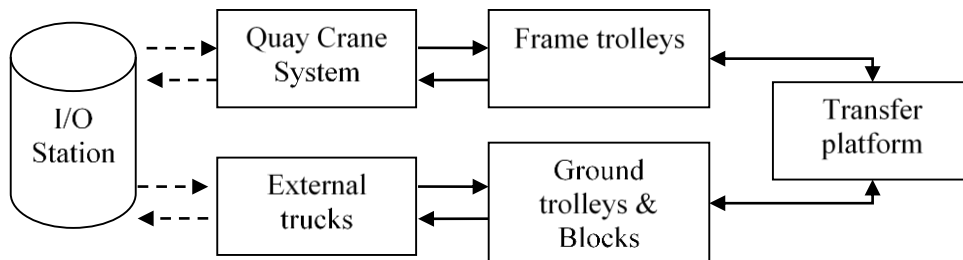 I/O
Station
Quay Crane
System
Frame trolleys
Transfer
platform
External
trucks
Ground
trolleys &
Blocks